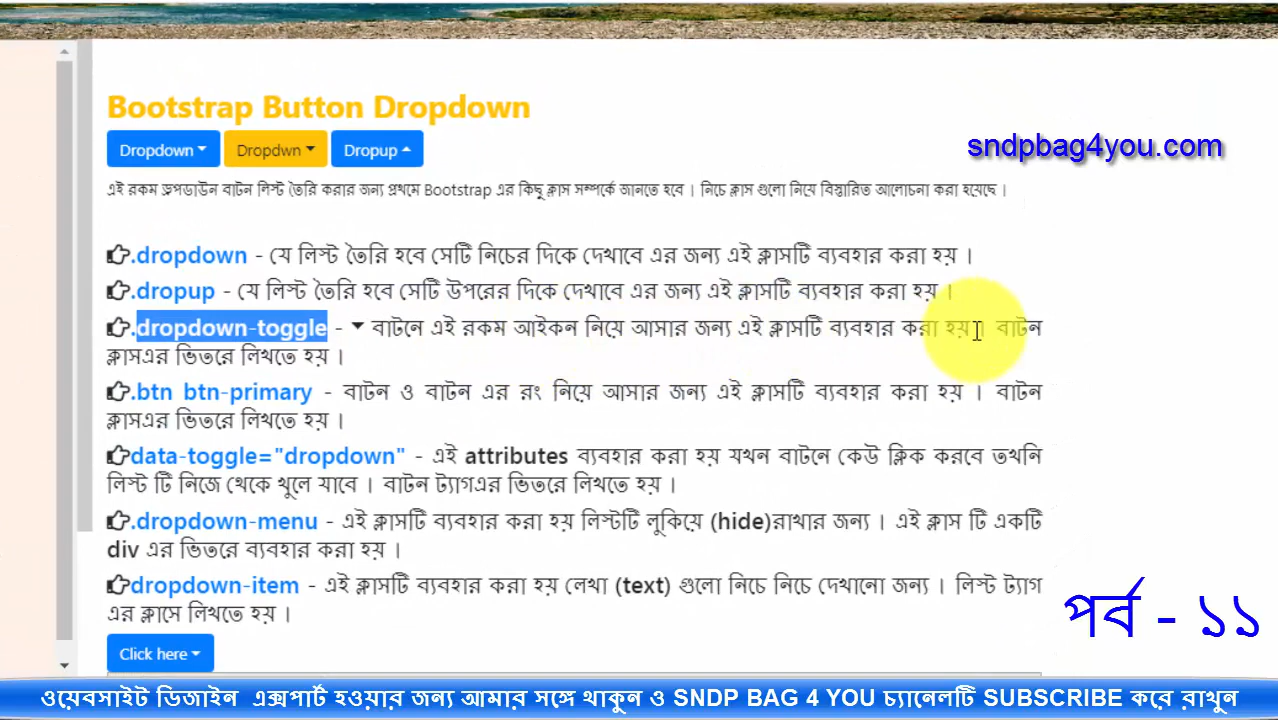 Bootstrap Button Dropdown
Dropdown Dropdwn Dropup
sndpbag4you.com
এই রকম ড্রপডাউন বাটন লিস্ট তৈরি করার জন্য প্রথমে Bootstrap এর কিছু ক্লাস সম্পর্কে জানতে হবে । নিচে ক্লাস গুলো নিয়ে বিস্তারিত আলোচনা করা হয়েছে ।
.dropdown - যে লিস্ট তৈরি হবে সেটি নিচের দিকে দেখাবে এর জন্য এই ক্লাসটি ব্যবহার করা হয় ।
.dropup - যে লিস্ট তৈরি হবে সেটি উপরের দিকে দেখাবে এর জন্য এই ক্লাসটি ব্যবহার করা হয় ।
.dropdown-toggle - বাটনে এই রকম আইকন নিয়ে আসার জন্য এই ক্লাসটি ব্যবহার করা হয় । বাটন
ক্লাসএর ভিতরে লিখতে হয় ।
.btn btn-primary - বাটন ও বাটন এর রং নিয়ে আসার জন্য এই ক্লাসটি ব্যবহার করা হয় । বাটন
ক্লাসএর ভিতরে লিখতে হয় ।
data-toggle="dropdown" - এই attributes ব্যবহার করা হয় যখন বাটনে কেউ ক্লিক করবে তখনি
লিস্ট টি নিজে থেকে খুলে যাবে । বাটন ট্যাগএর ভিতরে লিখতে হয় ।
.dropdown-menu - এই ক্লাসটি ব্যবহার করা হয় লিস্টটি লুকিয়ে (hide)রাখার জন্য । এই ক্লাস টি একটি
div এর ভিতরে ব্যবহার করা হয় ।
dropdown-item - এই ক্লাসটি ব্যবহার করা হয় লেখা (text) গুলো নিচে নিচে দেখানো জন্য । লিস্ট ট্যাগ
এর ক্লাসে লিখতে হয় ।
পর্ব - ১১
Click here
ওয়েবসাইট ডিজাইন এক্সপার্ট হওয়ার জন্য আমার সঙ্গে থাকুন ও SNDP BAG 4 YOU চ্যানেলটি SUBSCRIBE করে রাখুন